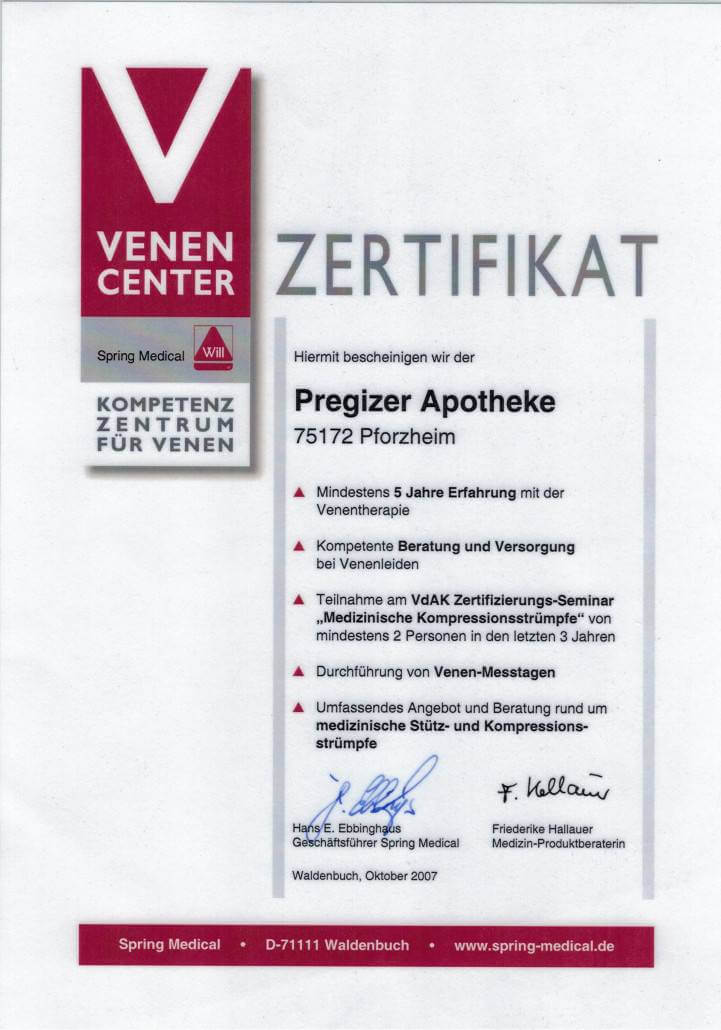 V
VENEN
CENTER
Spring Medical
Will
KOMPETENZ
ZENTRUM
FÜR VENEN
ZERTIFIKAT
Hiermit bescheinigen wir der
Pregizer Apotheke
75172 Pforzheim
Mindestens 5 Jahre Erfahrung mit der
Venentherapie
Kompetente Beratung und Versorgung
bei Venenleiden
Teilnahme am VdAK Zertifizierungs-Seminar
„Medizinische Kompressionsstrümpfe“ von
mindestens 2 Personen in den letzten 3 Jahren
Durchführung von Venen-Messtagen
Umfassendes Angebot und Beratung rund um
medizinische Stütz- und Kompressions-
strümpfe
F. Hallauer
Hans E. Ebbinghaus
Geschäftsführer Spring Medical
Friederike Hallauer
Medizin-Produktberaterin
Waldenbuch, Oktober 2007
Spring Medical • D-71111 Waldenbuch • www.spring-medical.de